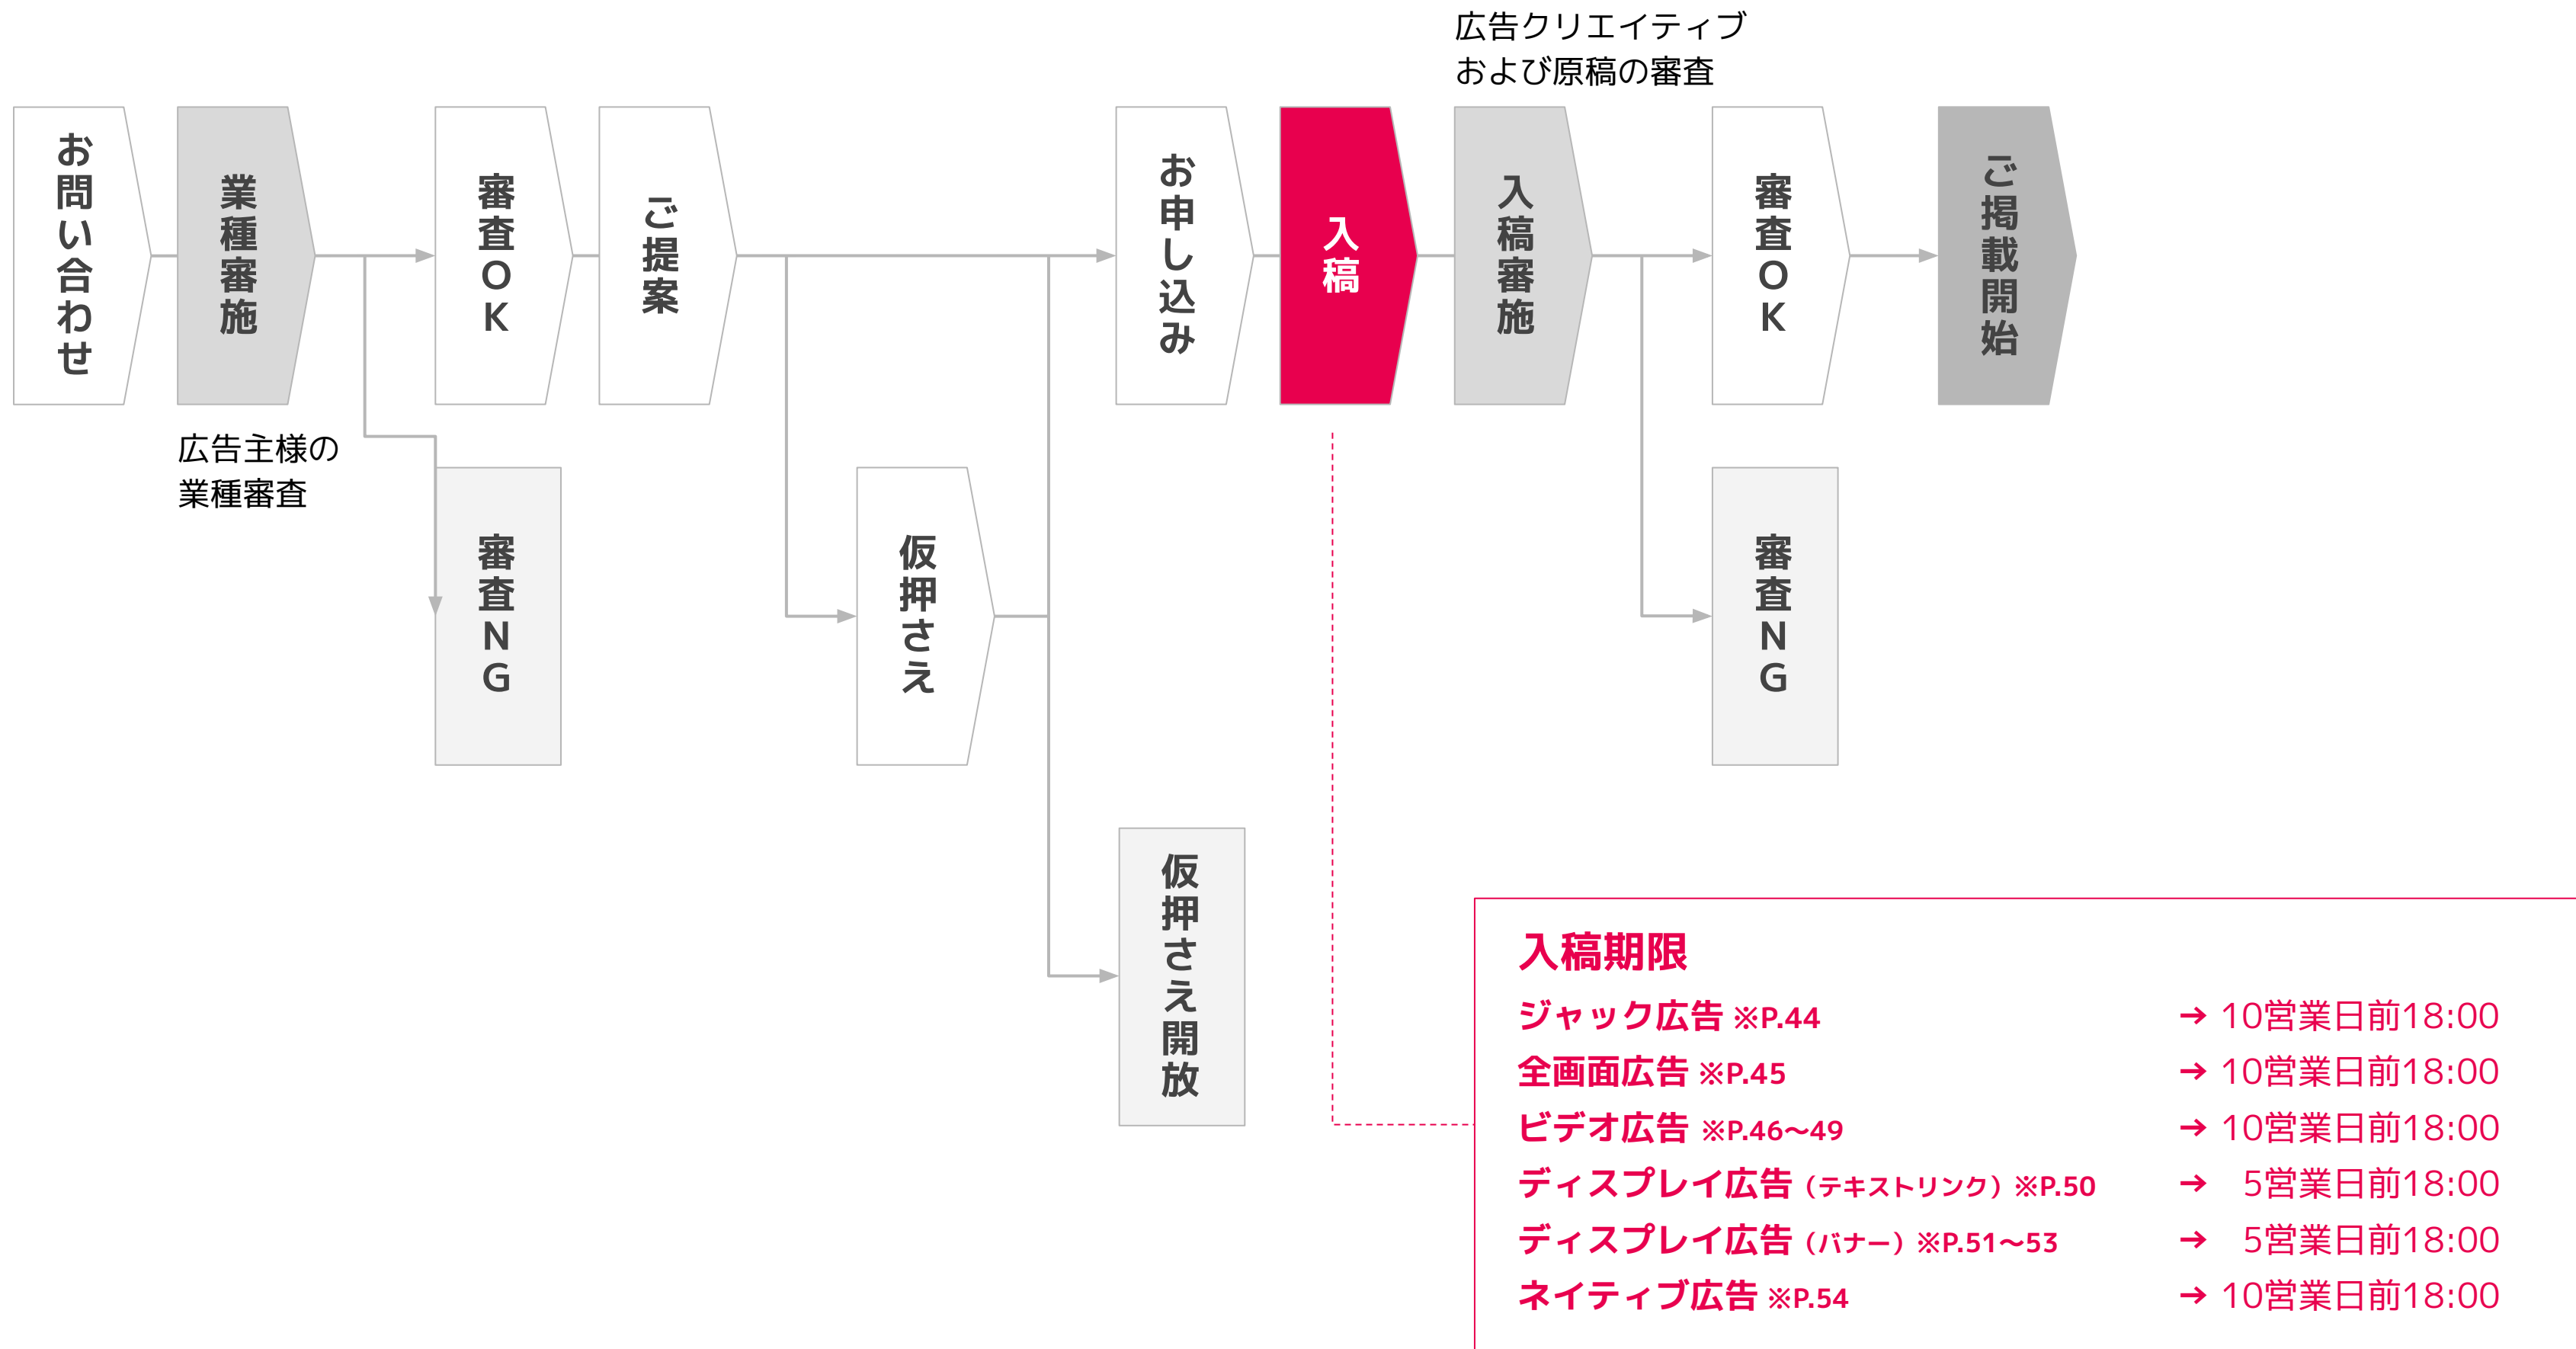 広告クリエイティブ
および原稿の審査
お問い合わせ
業種審施
審査OK
ご提案
お申し込み
入稿
入稿審施
審査OK
ご掲載開始
広告主様の
業種審査
審査NG
仮押さえ
審査NG
仮押さえ開放
入稿期限
ジャック広告 ※P.44 → 10営業日前18:00
全画面広告 ※P.45 → 10営業日前18:00
ビデオ広告 ※P.46〜49 → 10営業日前18:00
ディスプレイ広告（テキストリンク）※P.50 → 5営業日前18:00
ディスプレイ広告（バナー）※P.51〜53 → 5営業日前18:00
ネイティブ広告 ※P.54 → 10営業日前18:00